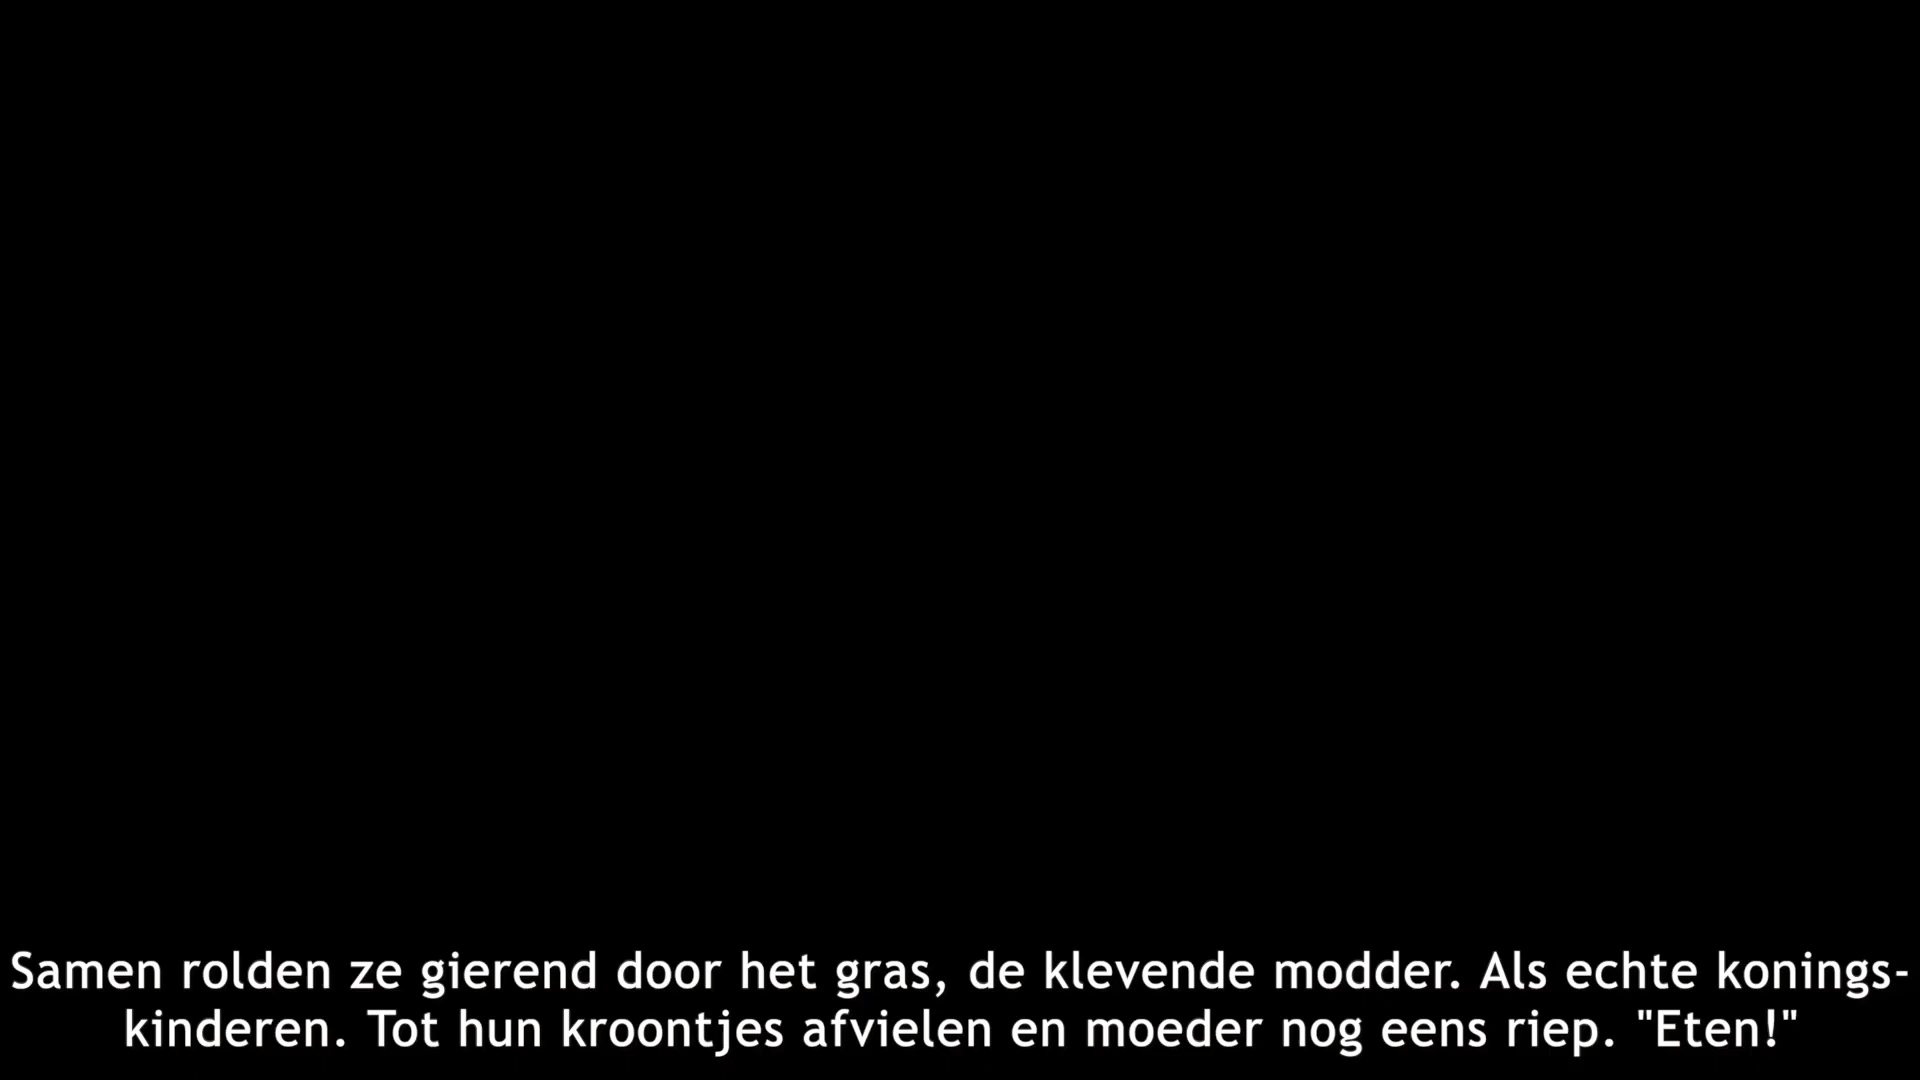 Samen rolden ze gierend door het gras, de klevende modder. Als echte konings-
kinderen. Tot hun kroontjes afvielen en moeder nog eens riep. "Eten!"